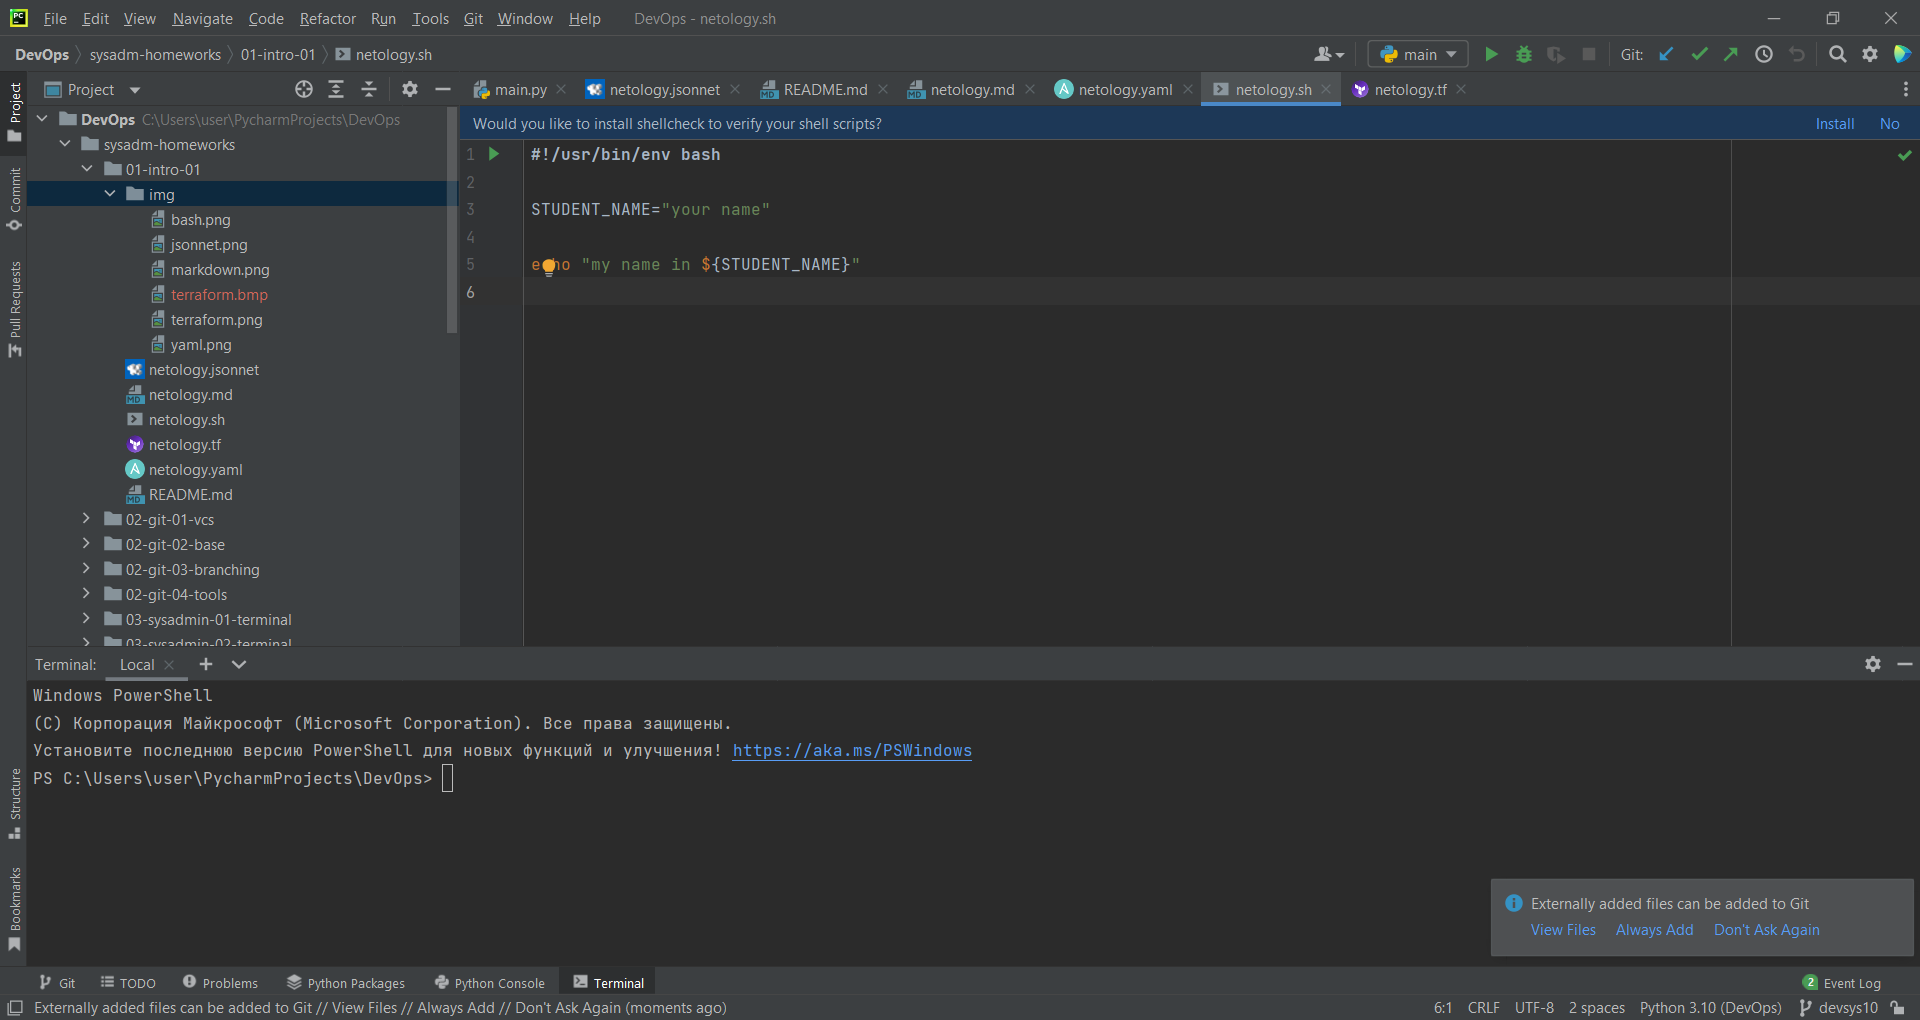 File Edit View Navigate Code Refactor Run Tools Git Window Help DevOps - netology.sh
DevOps sysadm-homeworks 01-intro-01 netology.sh main Git:
Project
main.py netology.jsonnet README.md netology.md netology.yaml netology.sh netology.tf
Would you like to install shellcheck to verify your shell scripts? Install No
DevOps C:\Users\user\PycharmProjects\DevOps
sysadm-homeworks
01-intro-01
img
bash.png
jsonnet.png
markdown.png
terraform.bmp
terraform.png
yaml.png
netology.jsonnet
netology.md
netology.sh
netology.tf
netology.yaml
README.md
02-git-01-vcs
02-git-02-base
02-git-03-branching
02-git-04-tools
03-sysadmin-01-terminal
03-sysadmin-02-terminal
1 #!/usr/bin/env bash
2
3 STUDENT_NAME="your name"
4
5 echo "my name in ${STUDENT_NAME}"
6
Project
Commit
Pull Requests
Structure
Bookmarks
Terminal: Local
Windows PowerShell
(C) Корпорация Майкрософт (Microsoft Corporation). Все права защищены.
Установите последнюю версию PowerShell для новых функций и улучшения! https://aka.ms/PSWindows
PS C:\Users\user\PycharmProjects\DevOps>
Externally added files can be added to Git
View Files Always Add Don't Ask Again
Git TODO Problems Python Packages Python Console Terminal 2 Event Log
Externally added files can be added to Git // View Files // Always Add // Don't Ask Again (moments ago) 6:1 CRLF UTF-8 2 spaces Python 3.10 (DevOps) devsys10